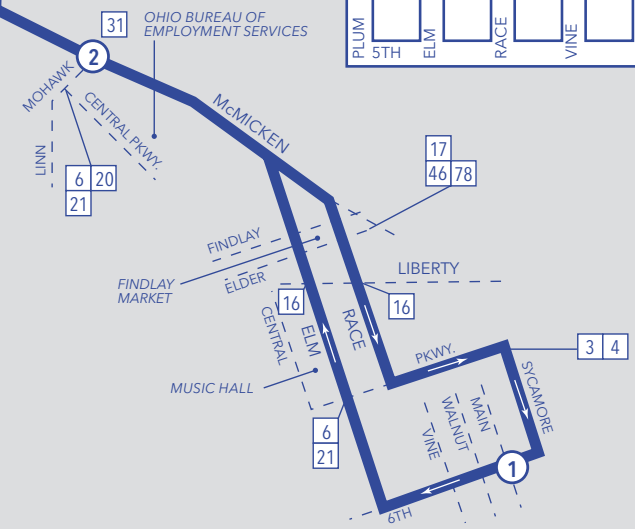 31
OHIO BUREAU OF
EMPLOYMENT SERVICES
PLUM
5TH
ELM
RACE
VINE
2
MOHAWK
CENTRAL PKWY.
LINN
6 20
21
McMICKEN
17
46 78
FINDLAY
ELDER
FINDLAY
MARKET
LIBERTY
16
16
CENTRAL
ELM
RACE
PKWY.
3 4
SYCAMORE
MUSIC HALL
6
21
VINE
WALNUT
MAIN
1
6TH